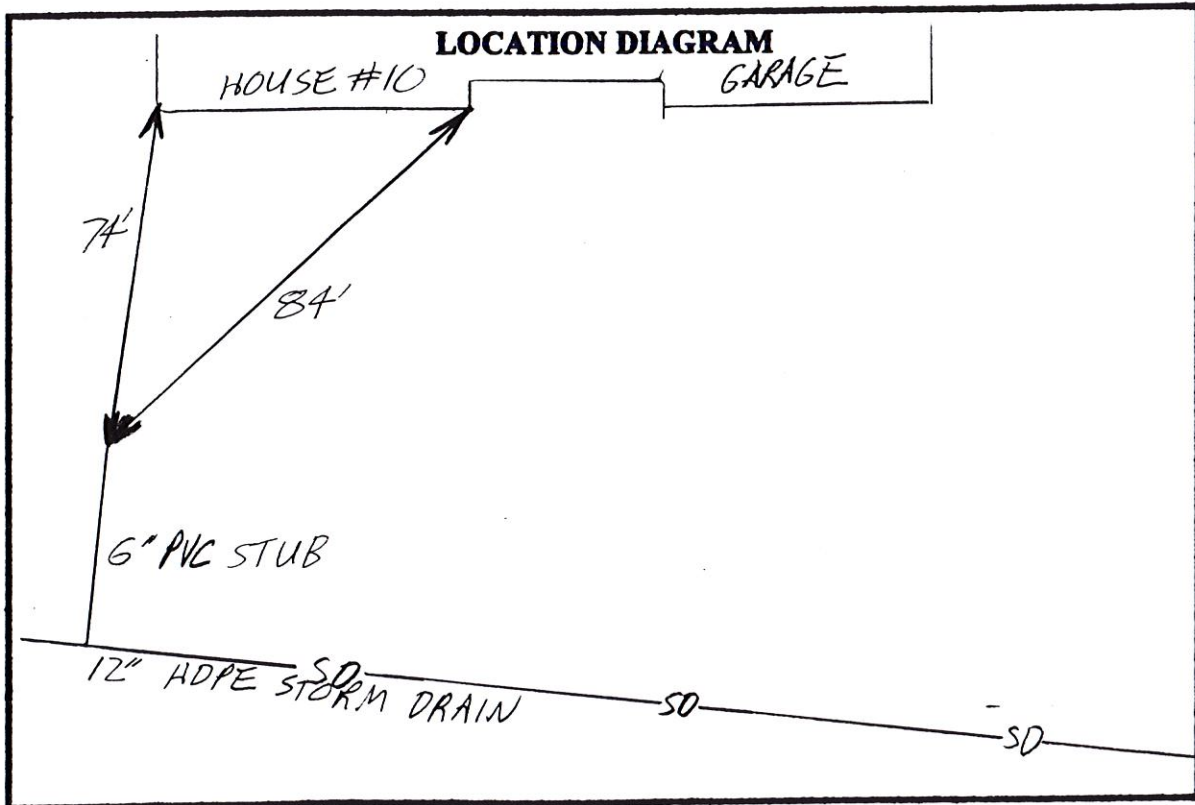 LOCATION DIAGRAM
HOUSE #10
GARAGE
74'
84'
6" PVC STUB
12" HDPE STORM DRAIN
SD
SD
SD